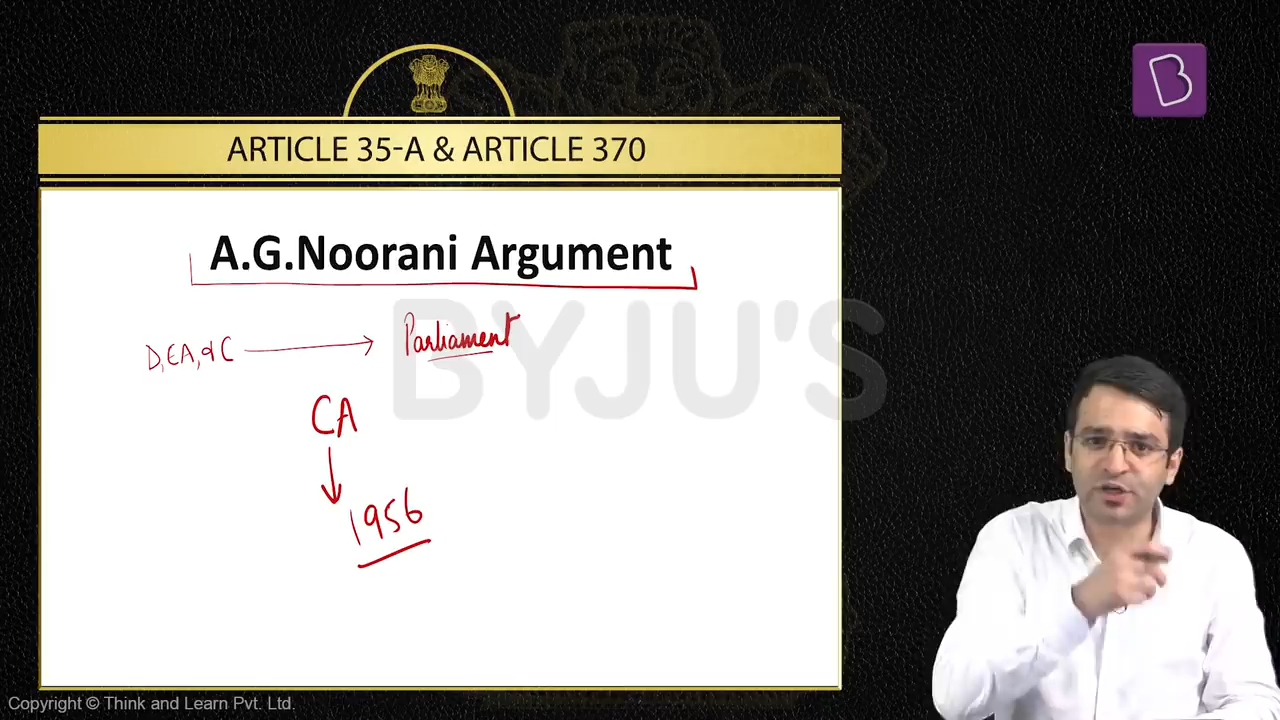 ARTICLE 35-A & ARTICLE 370
A.G.Noorani Argument
D, EA, & C → Parliament
CA
↓
1956
BYJU'S
B
Copyright © Think and Learn Pvt. Ltd.